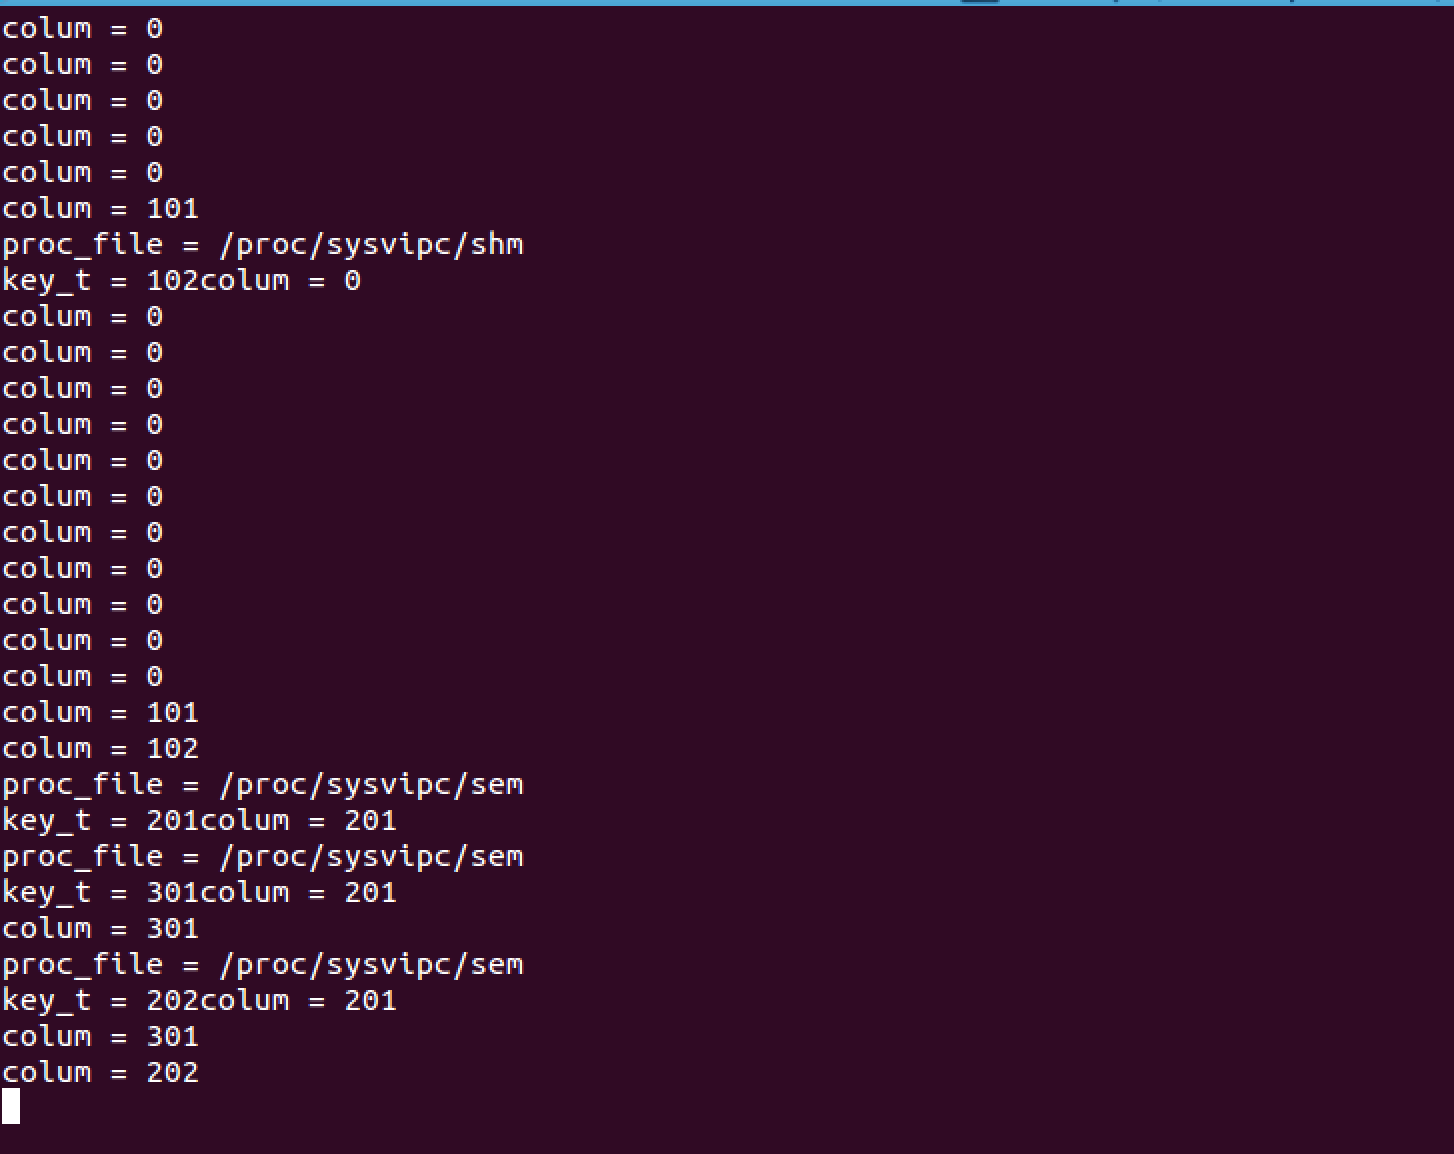 colum = 0
colum = 0
colum = 0
colum = 0
colum = 0
colum = 101
proc_file = /proc/sysvipc/shm
key_t = 102colum = 0
colum = 0
colum = 0
colum = 0
colum = 0
colum = 0
colum = 0
colum = 0
colum = 0
colum = 0
colum = 0
colum = 0
colum = 101
colum = 102
proc_file = /proc/sysvipc/sem
key_t = 201colum = 201
proc_file = /proc/sysvipc/sem
key_t = 301colum = 201
colum = 301
proc_file = /proc/sysvipc/sem
key_t = 202colum = 201
colum = 301
colum = 202